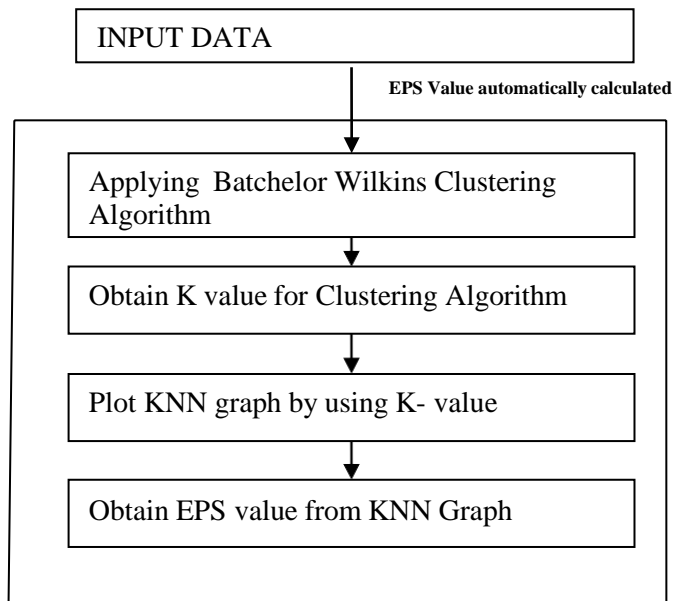 INPUT DATA
EPS Value automatically calculated
Applying Batchelor Wilkins Clustering
Algorithm
Obtain K value for Clustering Algorithm
Plot KNN graph by using K- value
Obtain EPS value from KNN Graph